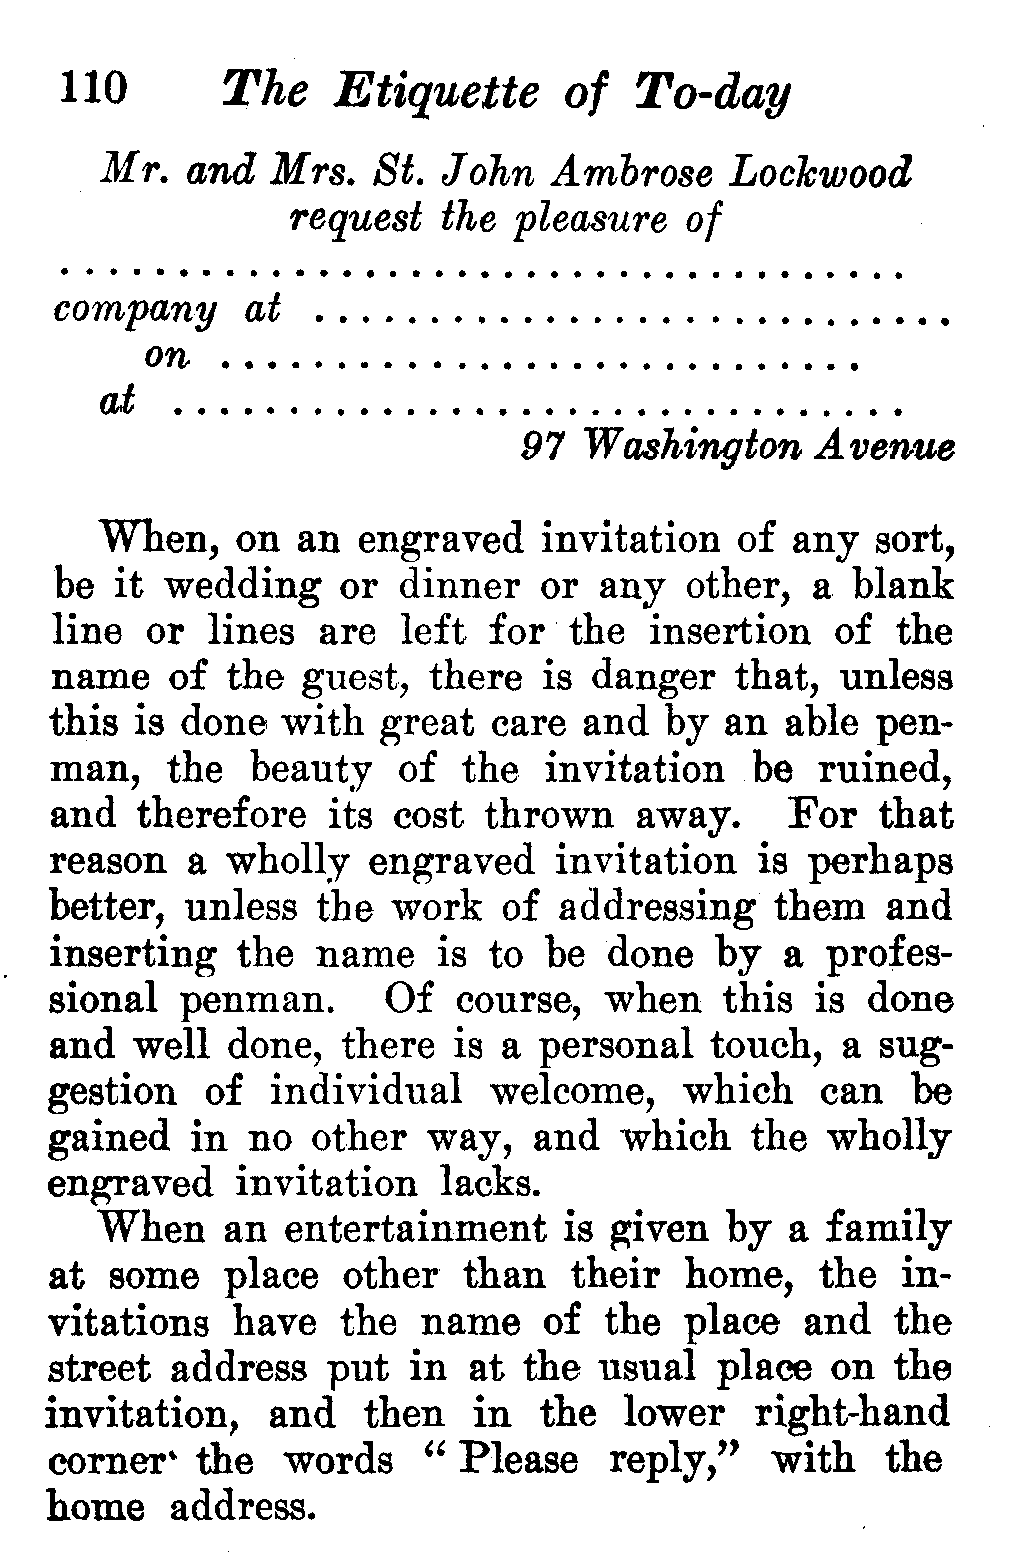 110 The Etiquette of To-day
Mr. and Mrs. St. John Ambrose Lockwood
request the pleasure of
.....................................
company at ............................
on ............................
at ................................
97 Washington Avenue
When, on an engraved invitation of any sort,
be it wedding or dinner or any other, a blank
line or lines are left for the insertion of the
name of the guest, there is danger that, unless
this is done with great care and by an able pen-
man, the beauty of the invitation be ruined,
and therefore its cost thrown away. For that
reason a wholly engraved invitation is perhaps
better, unless the work of addressing them and
inserting the name is to be done by a profes-
sional penman. Of course, when this is done
and well done, there is a personal touch, a sug-
gestion of individual welcome, which can be
gained in no other way, and which the wholly
engraved invitation lacks.
When an entertainment is given by a family
at some place other than their home, the in-
vitations have the name of the place and the
street address put in at the usual place on the
invitation, and then in the lower right-hand
corner the words “Please reply,” with the
home address.